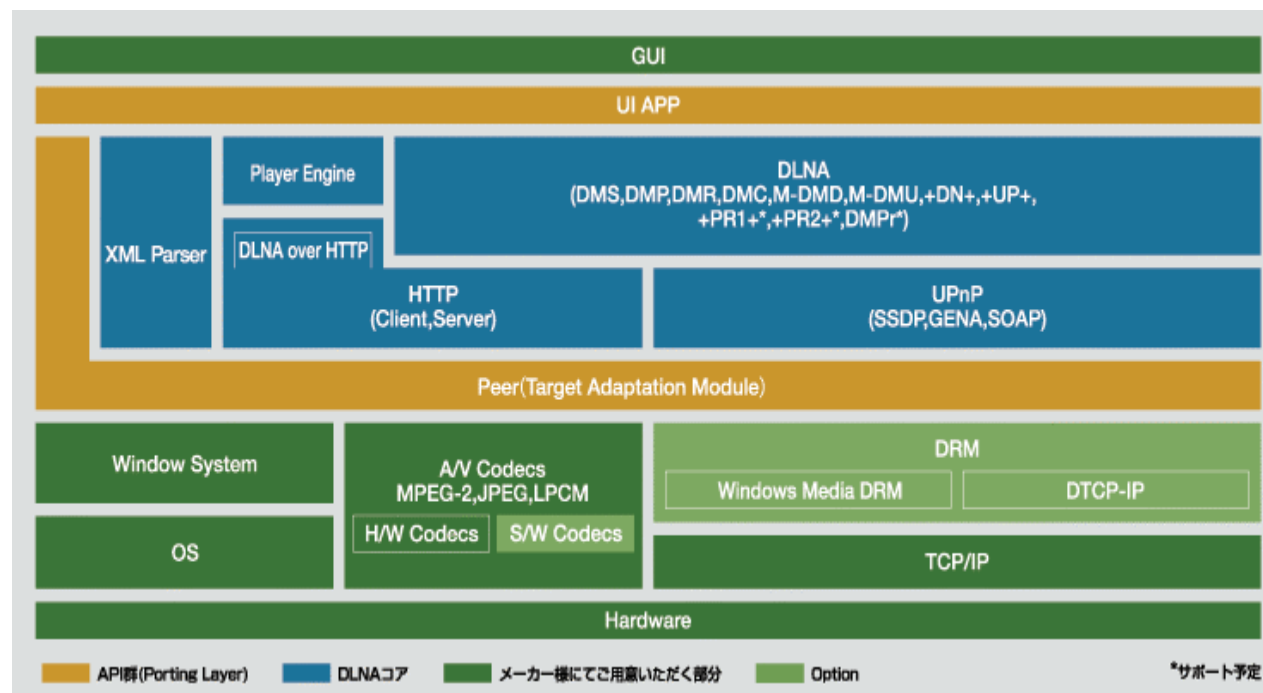 GUI
UI APP
XML Parser
Player Engine
DLNA over HTTP
DLNA
(DMS,DMP,DMR,DMC,M-DMD,M-DMU,+DN+,+UP+,
+PR1+*,+PR2+*,DMPr*)
HTTP
(Client,Server)
UPnP
(SSDP,GENA,SOAP)
Peer(Target Adaptation Module)
Window System
OS
A/V Codecs
MPEG-2,JPEG,LPCM
H/W Codecs
S/W Codecs
DRM
Windows Media DRM
DTCP-IP
TCP/IP
Hardware
API群(Porting Layer)
DLNAコア
メーカー様にてご用意いただく部分
Option
*サポート予定